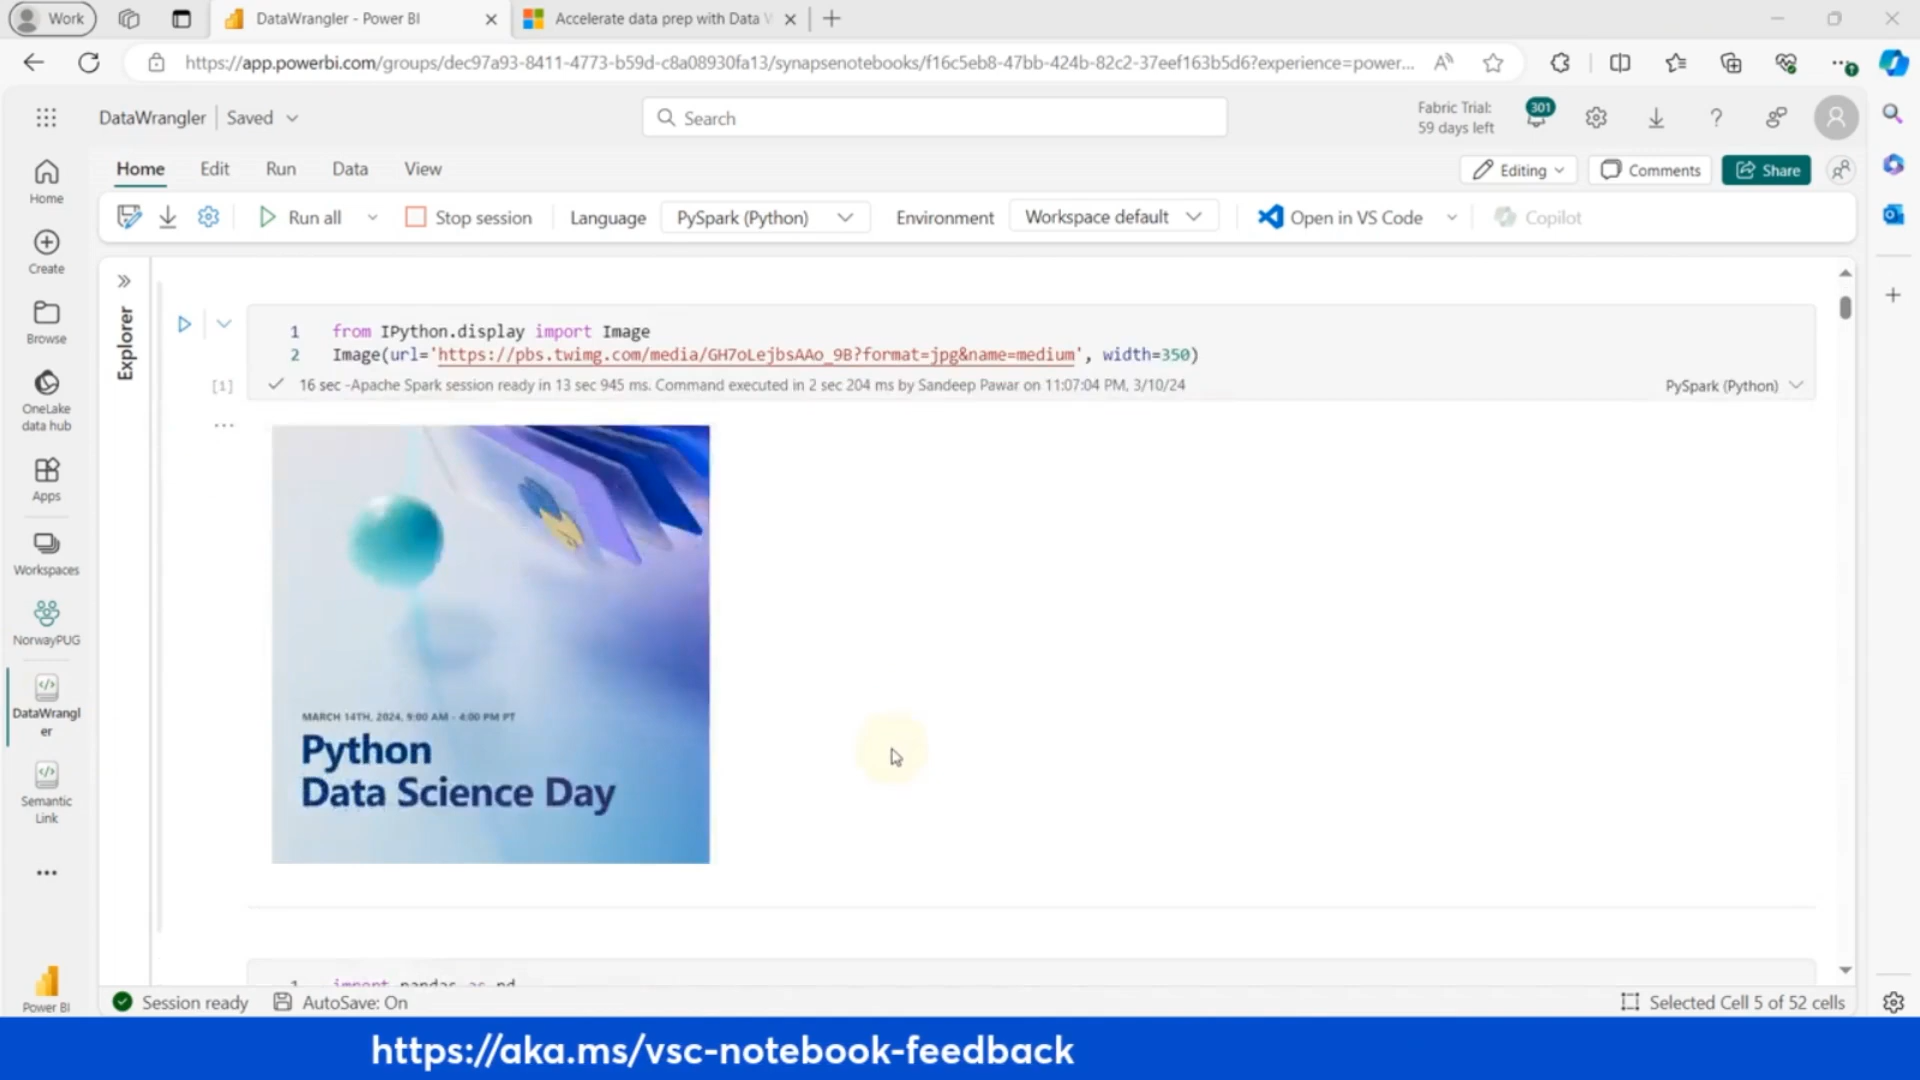 Work
DataWrangler - Power BI
Accelerate data prep with Data
https://app.powerbi.com/groups/dec97a93-8411-4773-b59d-c8a08930fa13/synapsenotebooks/f16c5eb8-47bb-424b-82c2-37eef163b5d6?experience=power...
DataWrangler
Saved
Search
Fabric Trial:
59 days left
301
Home
Edit
Run
Data
View
Editing
Comments
Share
Run all
Stop session
Language
PySpark (Python)
Environment
Workspace default
Open in VS Code
Copilot
Home
Create
Browse
OneLake
data hub
Apps
Workspaces
NorwayPUG
DataWrangl
er
Semantic
Link
Power BI
Explorer
1 from IPython.display import Image
2 Image(url='https://pbs.twimg.com/media/GH7oLejbsAAo_9B?format=jpg&name=medium', width=350)
[1]
16 sec -Apache Spark session ready in 13 sec 945 ms. Command executed in 2 sec 204 ms by Sandeep Pawar on 11:07:04 PM, 3/10/24
PySpark (Python)
MARCH 14TH, 2024, 9:00 AM - 4:00 PM PT
Python
Data Science Day
1 import pandas as pd
Session ready
AutoSave: On
Selected Cell 5 of 52 cells
https://aka.ms/vsc-notebook-feedback